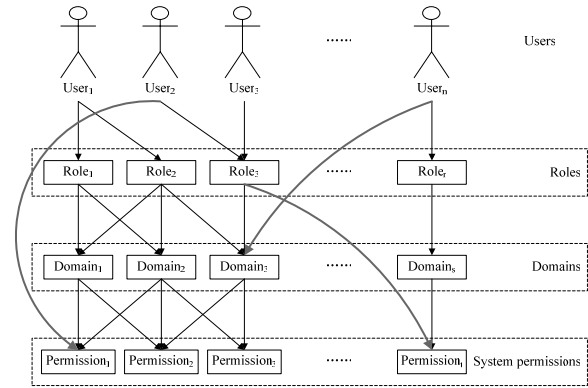 ...... Users
User₁ User₂ User₃ Userₙ
Role₁ Role₂ Role₃ ...... Roleᵣ Roles
Domain₁ Domain₂ Domain₃ ...... Domainₛ Domains
Permission₁ Permission₂ Permission₃ ...... Permissionₜ System permissions